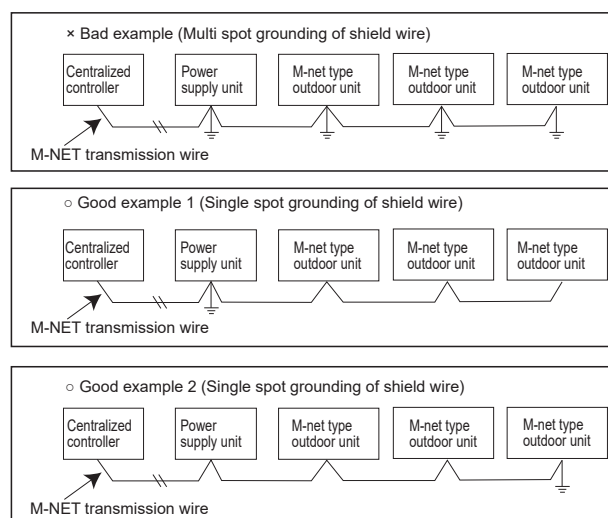 × Bad example (Multi spot grounding of shield wire)
Centralized controller
Power supply unit
M-net type outdoor unit
M-net type outdoor unit
M-net type outdoor unit
M-NET transmission wire
○ Good example 1 (Single spot grounding of shield wire)
Centralized controller
Power supply unit
M-net type outdoor unit
M-net type outdoor unit
M-net type outdoor unit
M-NET transmission wire
○ Good example 2 (Single spot grounding of shield wire)
Centralized controller
Power supply unit
M-net type outdoor unit
M-net type outdoor unit
M-net type outdoor unit
M-NET transmission wire